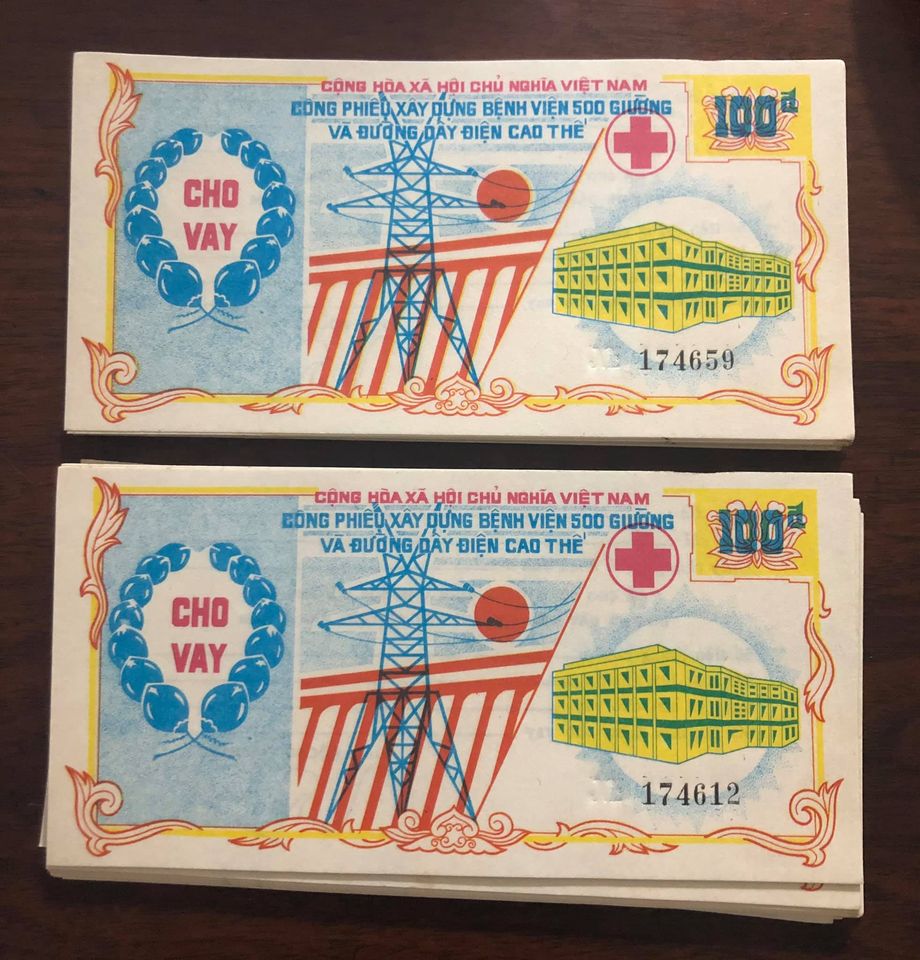 CỘNG HÒA XÃ HỘI CHỦ NGHĨA VIỆT NAM
CÔNG PHIẾU XÂY DỰNG BỆNH VIỆN 500 GIƯỜNG
VÀ ĐƯỜNG DÂY ĐIỆN CAO THẾ
100đ
CHO
VAY
174659
CỘNG HÒA XÃ HỘI CHỦ NGHĨA VIỆT NAM
CÔNG PHIẾU XÂY DỰNG BỆNH VIỆN 500 GIƯỜNG
VÀ ĐƯỜNG DÂY ĐIỆN CAO THẾ
100đ
CHO
VAY
174612